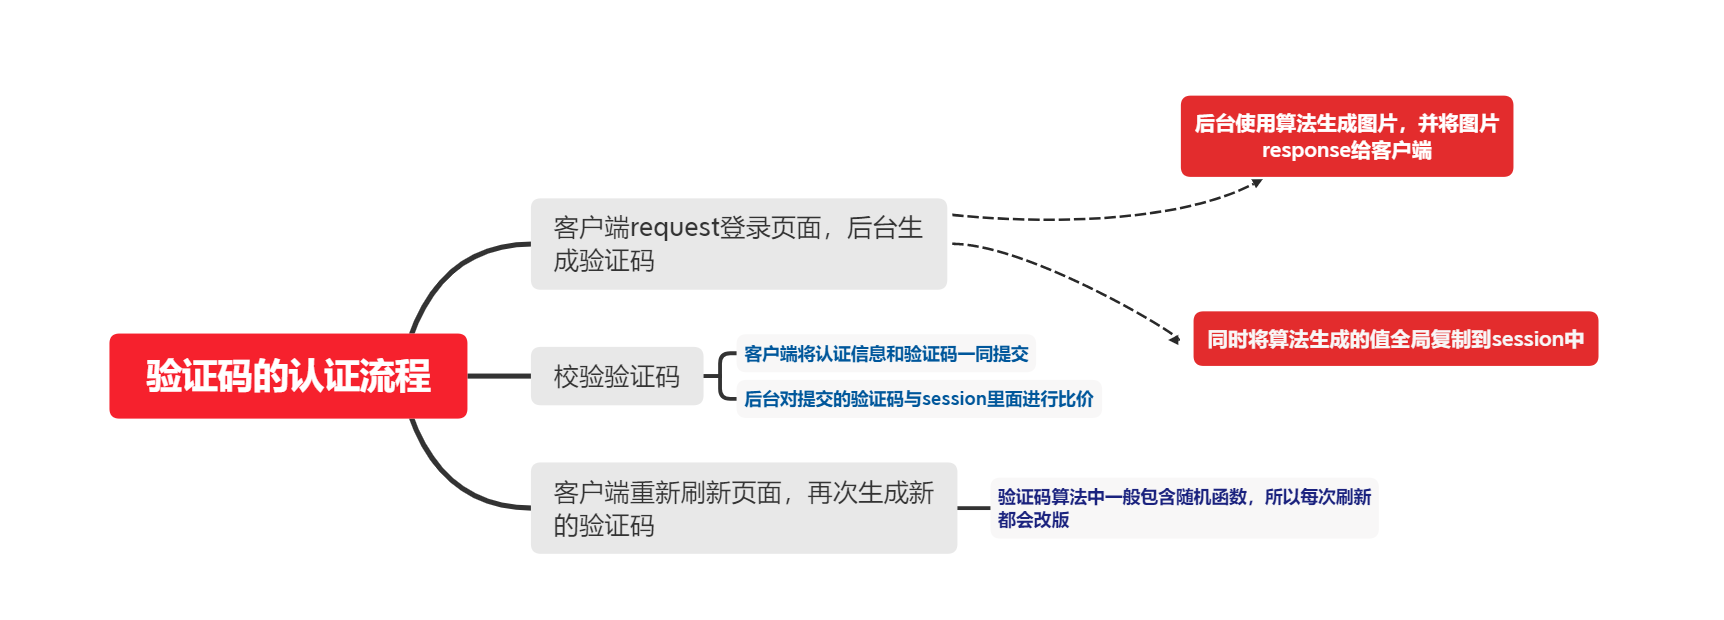 后台使用算法生成图片，并将图片
response给客户端
客户端request登录页面，后台生
成验证码
同时将算法生成的值全局复制到session中
验证码的认证流程
校验验证码
客户端将认证信息和验证码一同提交
后台对提交的验证码与session里面进行比价
客户端重新刷新页面，再次生成新
的验证码
验证码算法中一般包含随机函数，所以每次刷新
都会改版